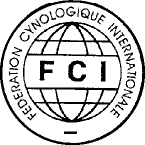 FEDERATION CYNOLOGIQUE INTERNATIONALE
FCI